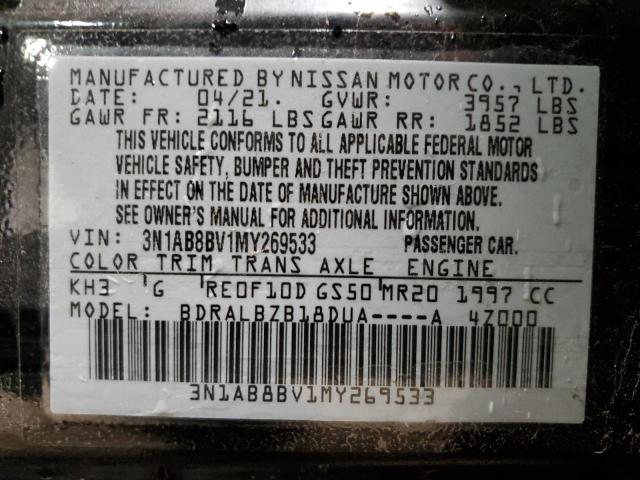 MANUFACTURED BY NISSAN MOTOR CO., LTD.
DATE: 04/21. GVWR: 3957 LBS
GAWR FR: 2116 LBS GAWR RR: 1852 LBS
THIS VEHICLE CONFORMS TO ALL APPLICABLE FEDERAL MOTOR
VEHICLE SAFETY, BUMPER AND THEFT PREVENTION STANDARDS
IN EFFECT ON THE DATE OF MANUFACTURE SHOWN ABOVE.
SEE OWNER'S MANUAL FOR ADDITIONAL INFORMATION.
VIN: 3N1AB8BV1MY269533 PASSENGER CAR.
COLOR TRIM TRANS AXLE ENGINE
KH3 'G RE0F10D GS50 MR20 1997 CC
MODEL: BDRALBZB18DUA----A 4Z000
3N1AB8BV1MY269533